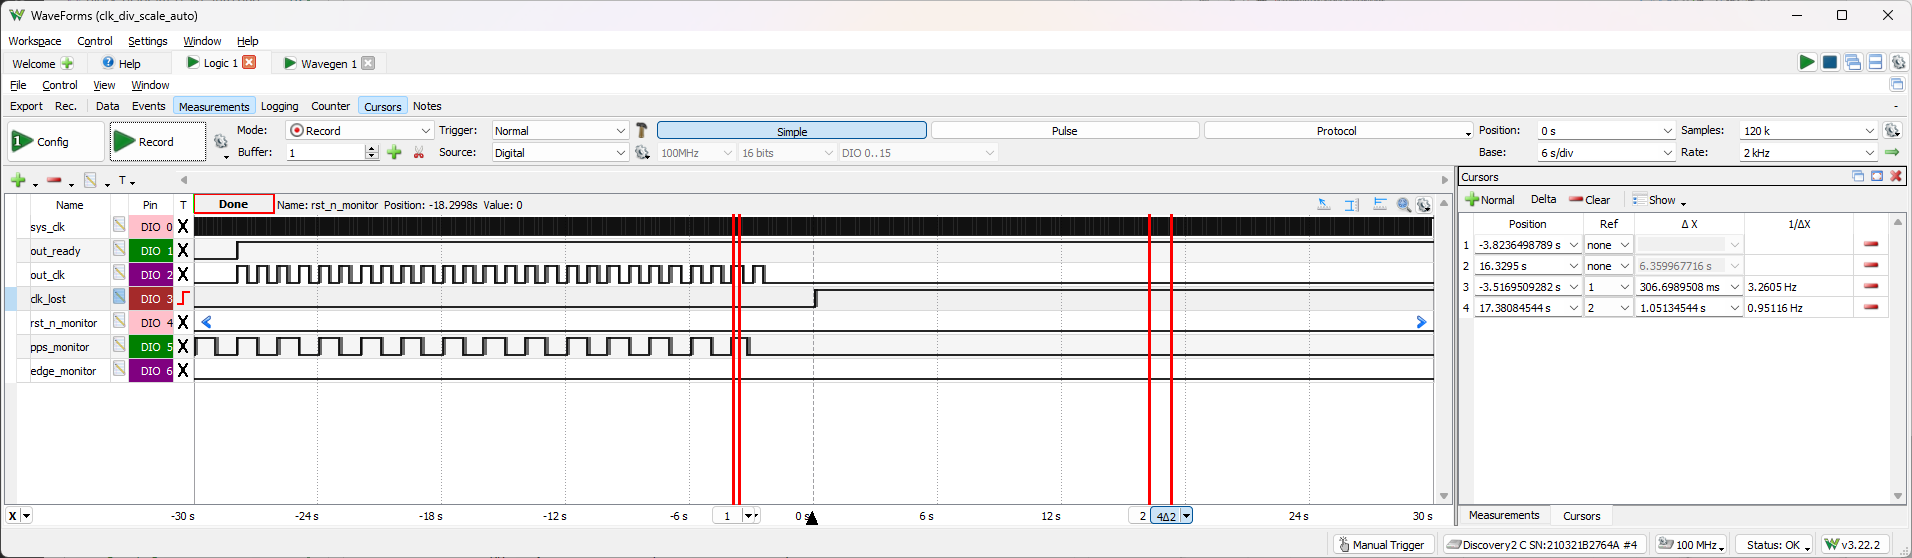 WaveForms (clk_div_scale_auto)
Workspace Control Settings Window Help
Welcome Help Logic 1 Wavegen 1
File Control View Window
Export Rec. Data Events Measurements Logging Counter Cursors Notes
Config Record Mode: Record Trigger: Normal Simple Pulse Protocol Position: 0 s Samples: 120 k
Buffer: 1 Source: Digital 100MHz 16 bits DIO 0..15 Base: 6 s/div Rate: 2 kHz
T
Cursors
Name Pin T Done Name: rst_n_monitor Position: -18.2998s Value: 0
Normal Delta Clear Show
Position Ref Δ X 1/ΔX
sys_clk DIO 0 X
out_ready DIO 1 X
out_clk DIO 2 X
clk_lost DIO 3
rst_n_monitor DIO 4 X
pps_monitor DIO 5 X
edge_monitor DIO 6 X
1 -3.8236498789 s none
2 16.3295 s none 6.359967716 s
3 -3.5169509282 s 1 306.6989508 ms 3.2605 Hz
4 17.38084544 s 2 1.05134544 s 0.95116 Hz
X -30 s -24 s -18 s -12 s -6 s 1 0 s 6 s 12 s 2 4Δ2 24 s 30 s
Measurements Cursors
Manual Trigger Discovery2 C SN:210321B2764A #4 100 MHz Status: OK v3.22.2